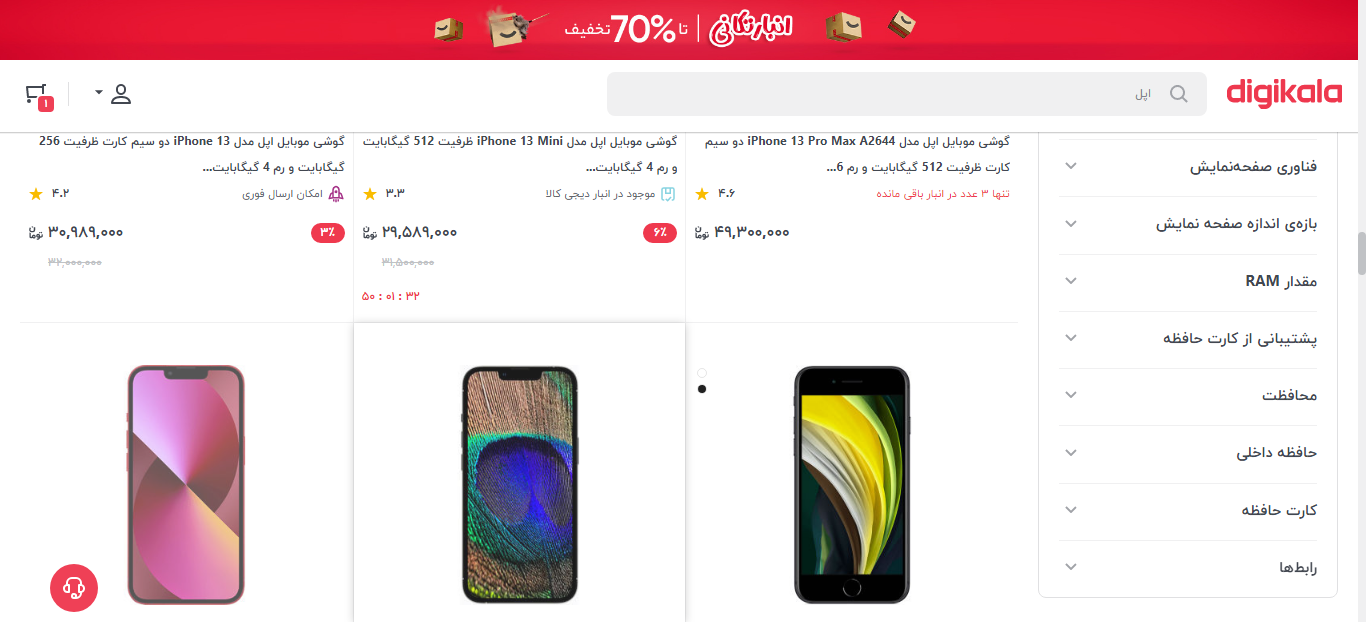 انبارتکانی | تا 70% تخفیف
digikala
اپل
۱
گوشی موبایل اپل مدل iPhone 13 Pro Max A2644 دو سیم
کارت ظرفیت 512 گیگابایت و رم 6...
تنها ۳ عدد در انبار باقی مانده
۴.۶
۴۹,۳۰۰,۰۰۰ تومان
گوشی موبایل اپل مدل iPhone 13 Mini ظرفیت 512 گیگابایت
و رم 4 گیگابایت...
موجود در انبار دیجی کالا
۳.۳
۶٪
۲۹,۵۸۹,۰۰۰ تومان
۳۱,۵۰۰,۰۰۰
۵۰ : ۰۱ : ۳۲
گوشی موبایل اپل مدل iPhone 13 دو سیم‌ کارت ظرفیت 256
گیگابایت و رم 4 گیگابایت...
امکان ارسال فوری
۴.۲
۳٪
۳۰,۹۸۹,۰۰۰ تومان
۳۲,۰۰۰,۰۰۰
فناوری صفحه‌نمایش
بازه‌ی اندازه صفحه نمایش
مقدار RAM
پشتیبانی از کارت حافظه
محافظت
حافظه داخلی
کارت حافظه
رابط‌ها